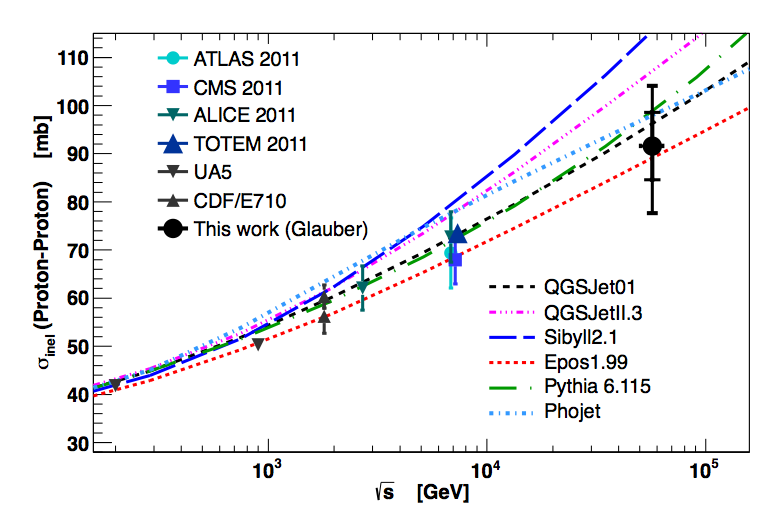 σinel (Proton-Proton) [mb]
110
100
90
80
70
60
50
40
30
ATLAS 2011
CMS 2011
ALICE 2011
TOTEM 2011
UA5
CDF/E710
This work (Glauber)
QGSJet01
QGSJetII.3
Sibyll2.1
Epos1.99
Pythia 6.115
Phojet
10³ 10⁴ 10⁵
√s [GeV]